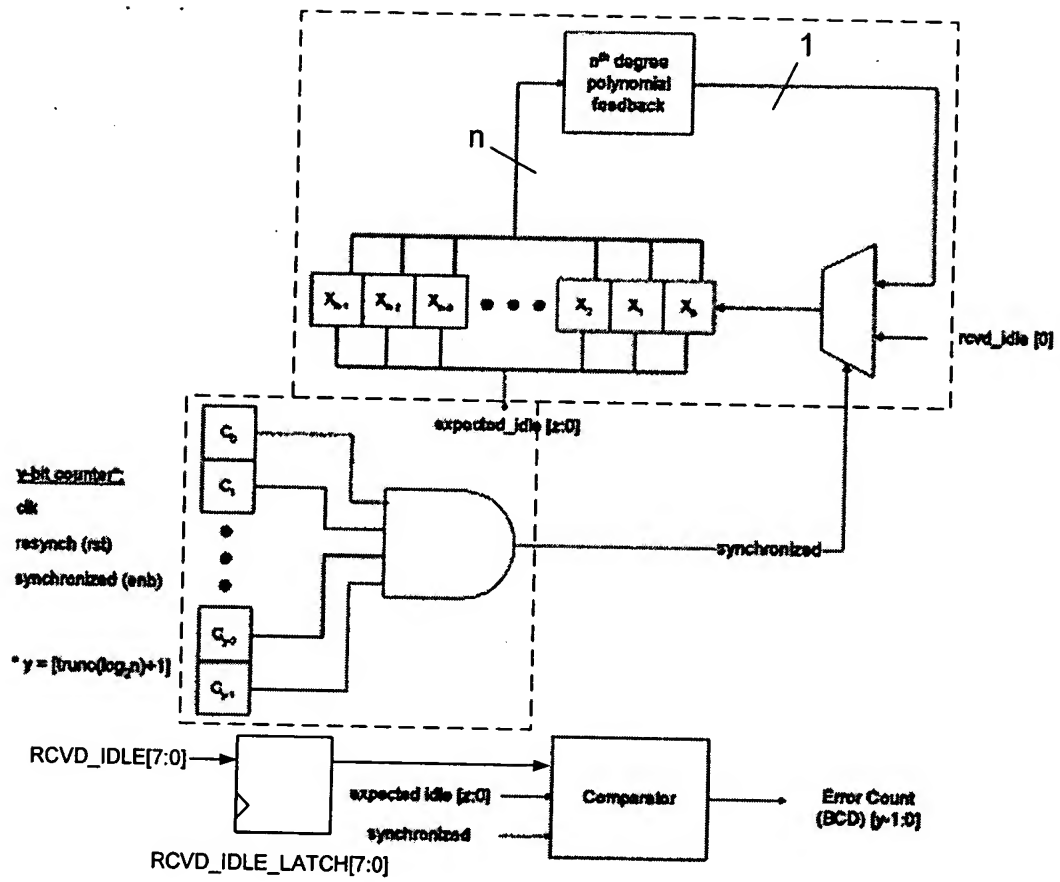 nth degree
polynomial
feedback
1
n
Xn-1 Xn-2 Xn-3 X2 X1 X0
rcvd_idle [0]
expected_idle [z:0]
C0
C1
y-bit counter*:
clk
resynch (rst)
synchronized (enb)
synchronized
Cy-2
* y = [trunc(log2n)+1]
Cy-1
RCVD_IDLE[7:0]
expected idle [z:0]
Comparator
Error Count
(BCD) [y-1:0]
synchronized
RCVD_IDLE_LATCH[7:0]